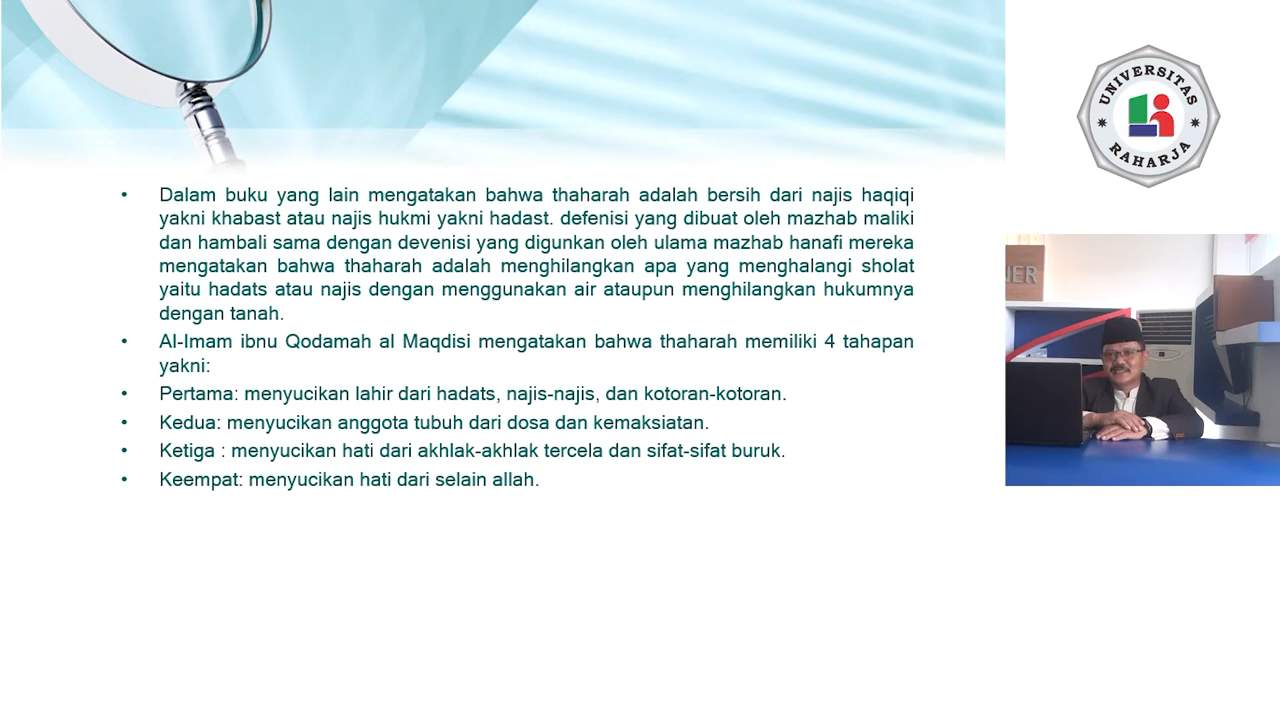 UNIVERSITAS
RAHARJA
• Dalam buku yang lain mengatakan bahwa thaharah adalah bersih dari najis haqiqi
yakni khabast atau najis hukmi yakni hadast. defenisi yang dibuat oleh mazhab maliki
dan hambali sama dengan devenisi yang digunkan oleh ulama mazhab hanafi mereka
mengatakan bahwa thaharah adalah menghilangkan apa yang menghalangi sholat
yaitu hadats atau najis dengan menggunakan air ataupun menghilangkan hukumnya
dengan tanah.
• Al-Imam ibnu Qodamah al Maqdisi mengatakan bahwa thaharah memiliki 4 tahapan
yakni:
• Pertama: menyucikan lahir dari hadats, najis-najis, dan kotoran-kotoran.
• Kedua: menyucikan anggota tubuh dari dosa dan kemaksiatan.
• Ketiga : menyucikan hati dari akhlak-akhlak tercela dan sifat-sifat buruk.
• Keempat: menyucikan hati dari selain allah.
NER